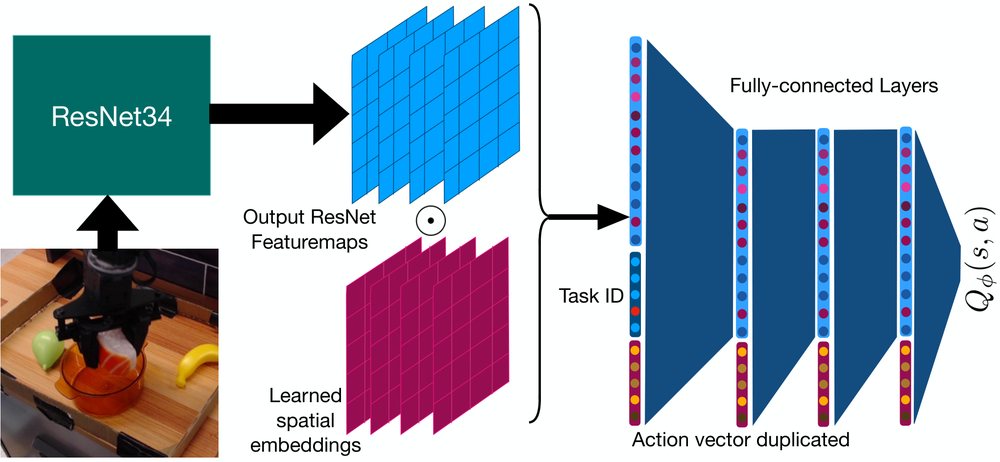 ResNet34
Output ResNet
Featuremaps
Learned
spatial
embeddings
Task ID
Fully-connected Layers
Action vector duplicated
Qϕ(s, a)